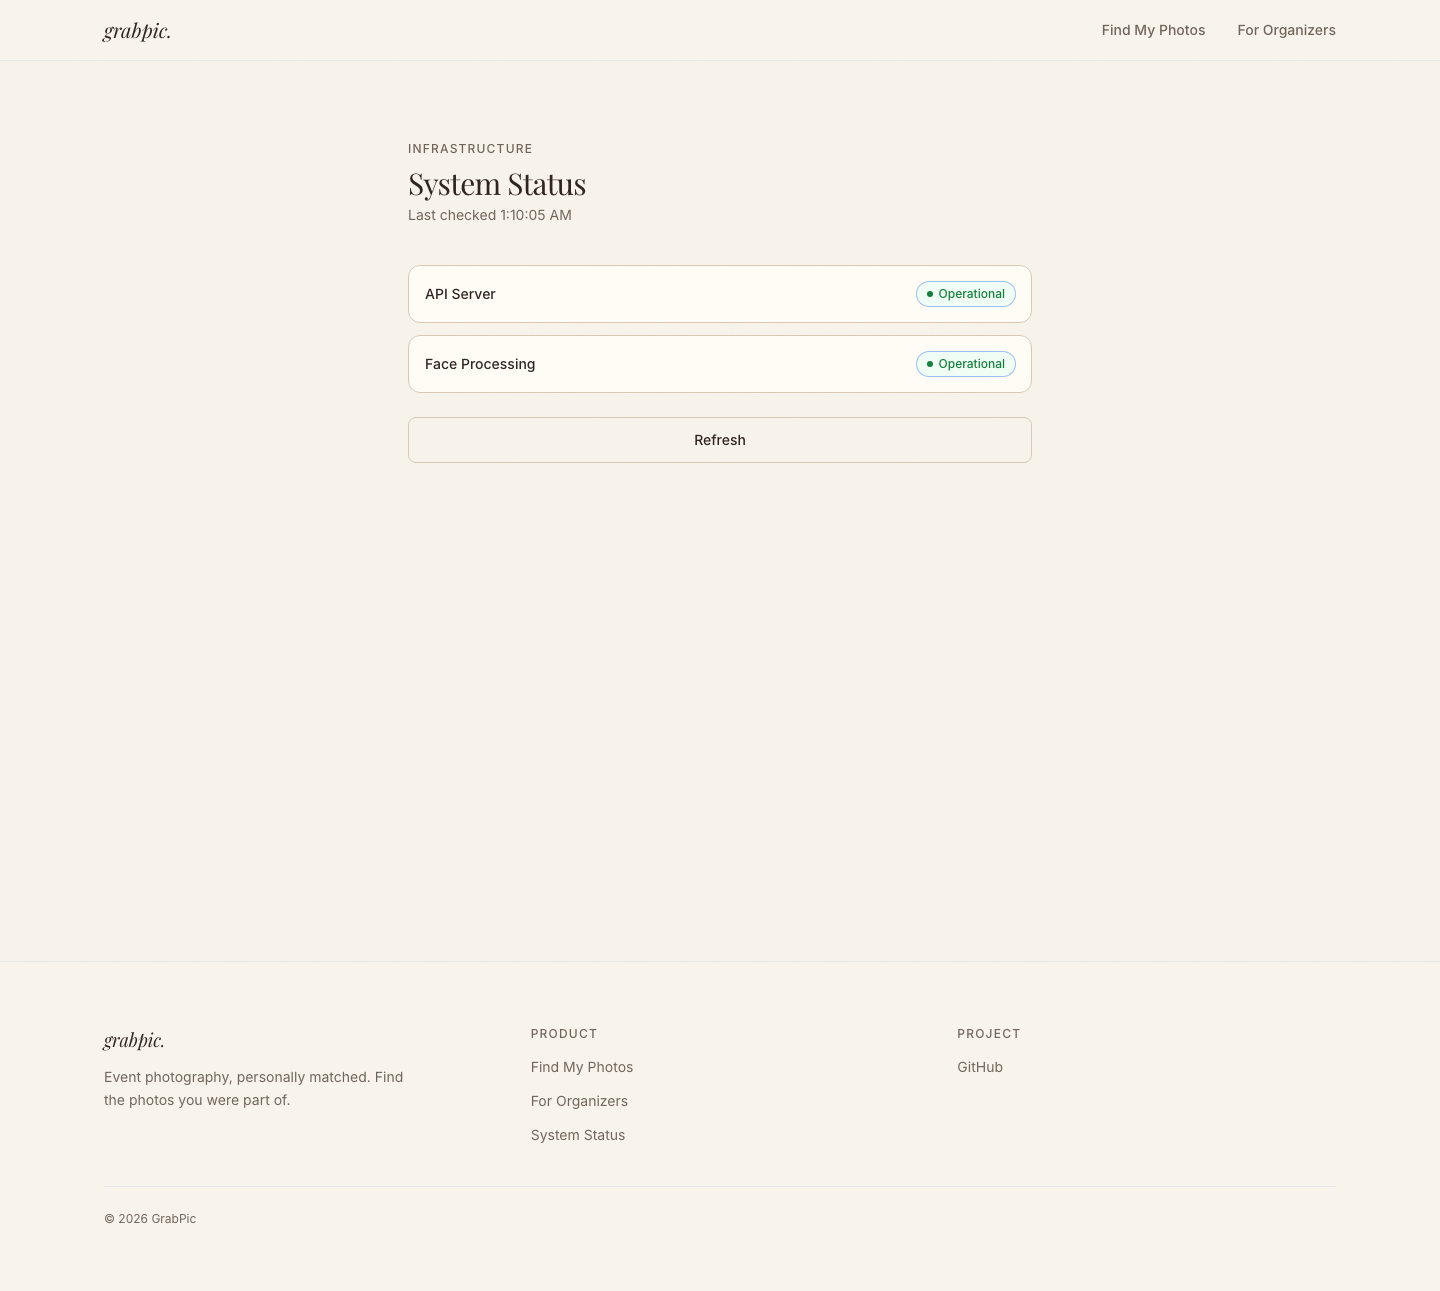 grabpic.
Find My Photos
For Organizers
INFRASTRUCTURE
System Status
Last checked 1:10:05 AM
API Server
Operational
Face Processing
Operational
Refresh
grabpic.
Event photography, personally matched. Find
the photos you were part of.
PRODUCT
Find My Photos
For Organizers
System Status
PROJECT
GitHub
© 2026 GrabPic